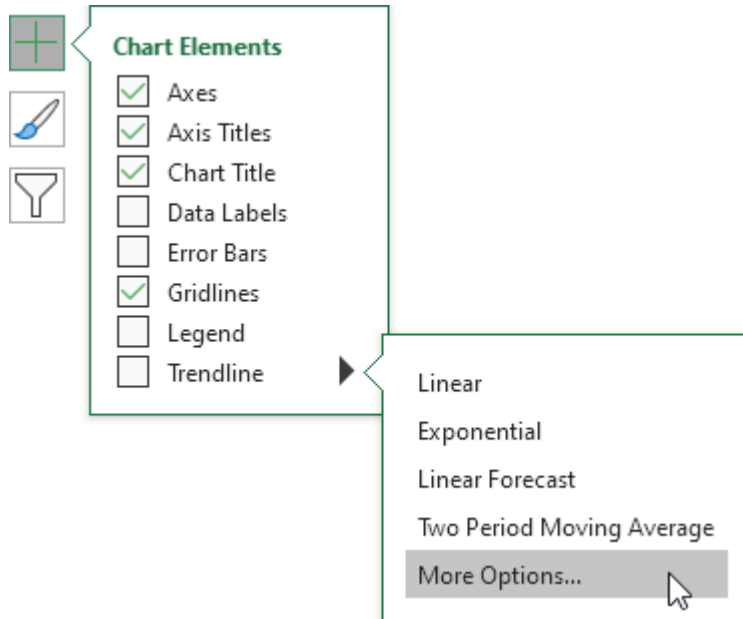 Chart Elements
Axes
Axis Titles
Chart Title
Data Labels
Error Bars
Gridlines
Legend
Trendline
Linear
Exponential
Linear Forecast
Two Period Moving Average
More Options...